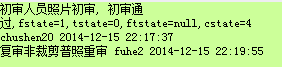 初审人员照片初审, 初审通
过,fstate=1,tstate=0,ftstate=null,cstate=4
chushen20 2014-12-15 22:17:37
复审非裁剪普照重审 fuhe2 2014-12-15 22:19:55